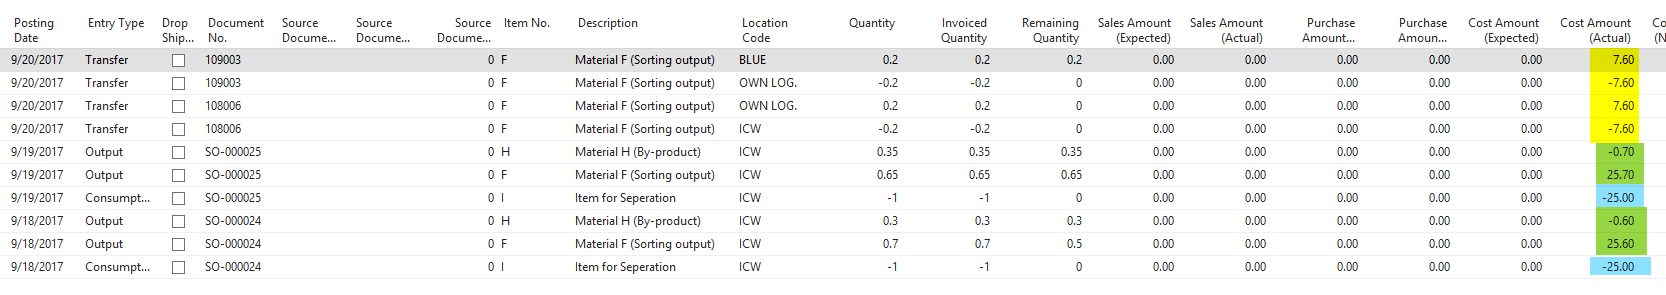 Posting Date Entry Type Drop Ship... Document No. Source Docume... Source Docume... Source Docume... Item No. Description Location Code Quantity Invoiced Quantity Remaining Quantity Sales Amount (Expected) Sales Amount (Actual) Purchase Amount... Purchase Amoun... Cost Amount (Expected) Cost Amount (Actual) Co (N
9/20/2017 Transfer 109003 0 F Material F (Sorting output) BLUE 0.2 0.2 0.2 0.00 0.00 0.00 0.00 0.00 7.60
9/20/2017 Transfer 109003 0 F Material F (Sorting output) OWN LOG. -0.2 -0.2 0 0.00 0.00 0.00 0.00 0.00 -7.60
9/20/2017 Transfer 108006 0 F Material F (Sorting output) OWN LOG. 0.2 0.2 0 0.00 0.00 0.00 0.00 0.00 7.60
9/20/2017 Transfer 108006 0 F Material F (Sorting output) ICW -0.2 -0.2 0 0.00 0.00 0.00 0.00 0.00 -7.60
9/19/2017 Output SO-000025 0 H Material H (By-product) ICW 0.35 0.35 0.35 0.00 0.00 0.00 0.00 0.00 -0.70
9/19/2017 Output SO-000025 0 F Material F (Sorting output) ICW 0.65 0.65 0.65 0.00 0.00 0.00 0.00 0.00 25.70
9/19/2017 Consumpt... SO-000025 0 I Item for Seperation ICW -1 -1 0 0.00 0.00 0.00 0.00 0.00 -25.00
9/18/2017 Output SO-000024 0 H Material H (By-product) ICW 0.3 0.3 0.3 0.00 0.00 0.00 0.00 0.00 -0.60
9/18/2017 Output SO-000024 0 F Material F (Sorting output) ICW 0.7 0.7 0.5 0.00 0.00 0.00 0.00 0.00 25.60
9/18/2017 Consumpt... SO-000024 0 I Item for Seperation ICW -1 -1 0 0.00 0.00 0.00 0.00 0.00 -25.00